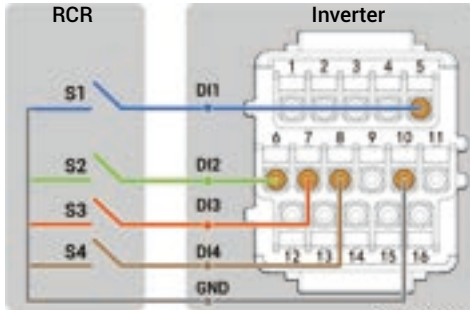 RCR Inverter
1 2 3 4 5
S1 DI1
6 7 8 9 10 11
S2 DI2
S3 DI3
S4 DI4
12 13 14 15 16
GND